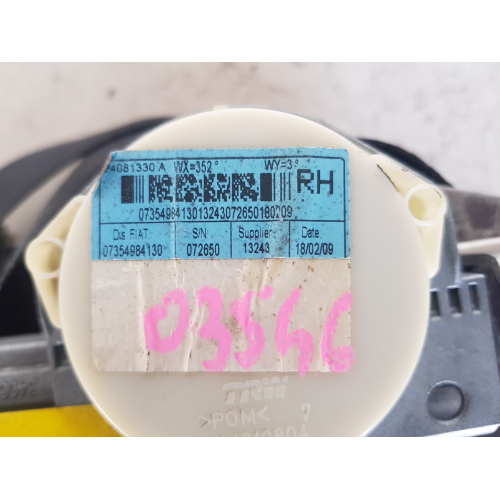 WX=352° WY=3°
RH
07354984130132430726501802​09
Dis.FIAT: S/N Supplier Date
07354984130 072650 13243 18/02/09
03546
TRW
>POM< 7